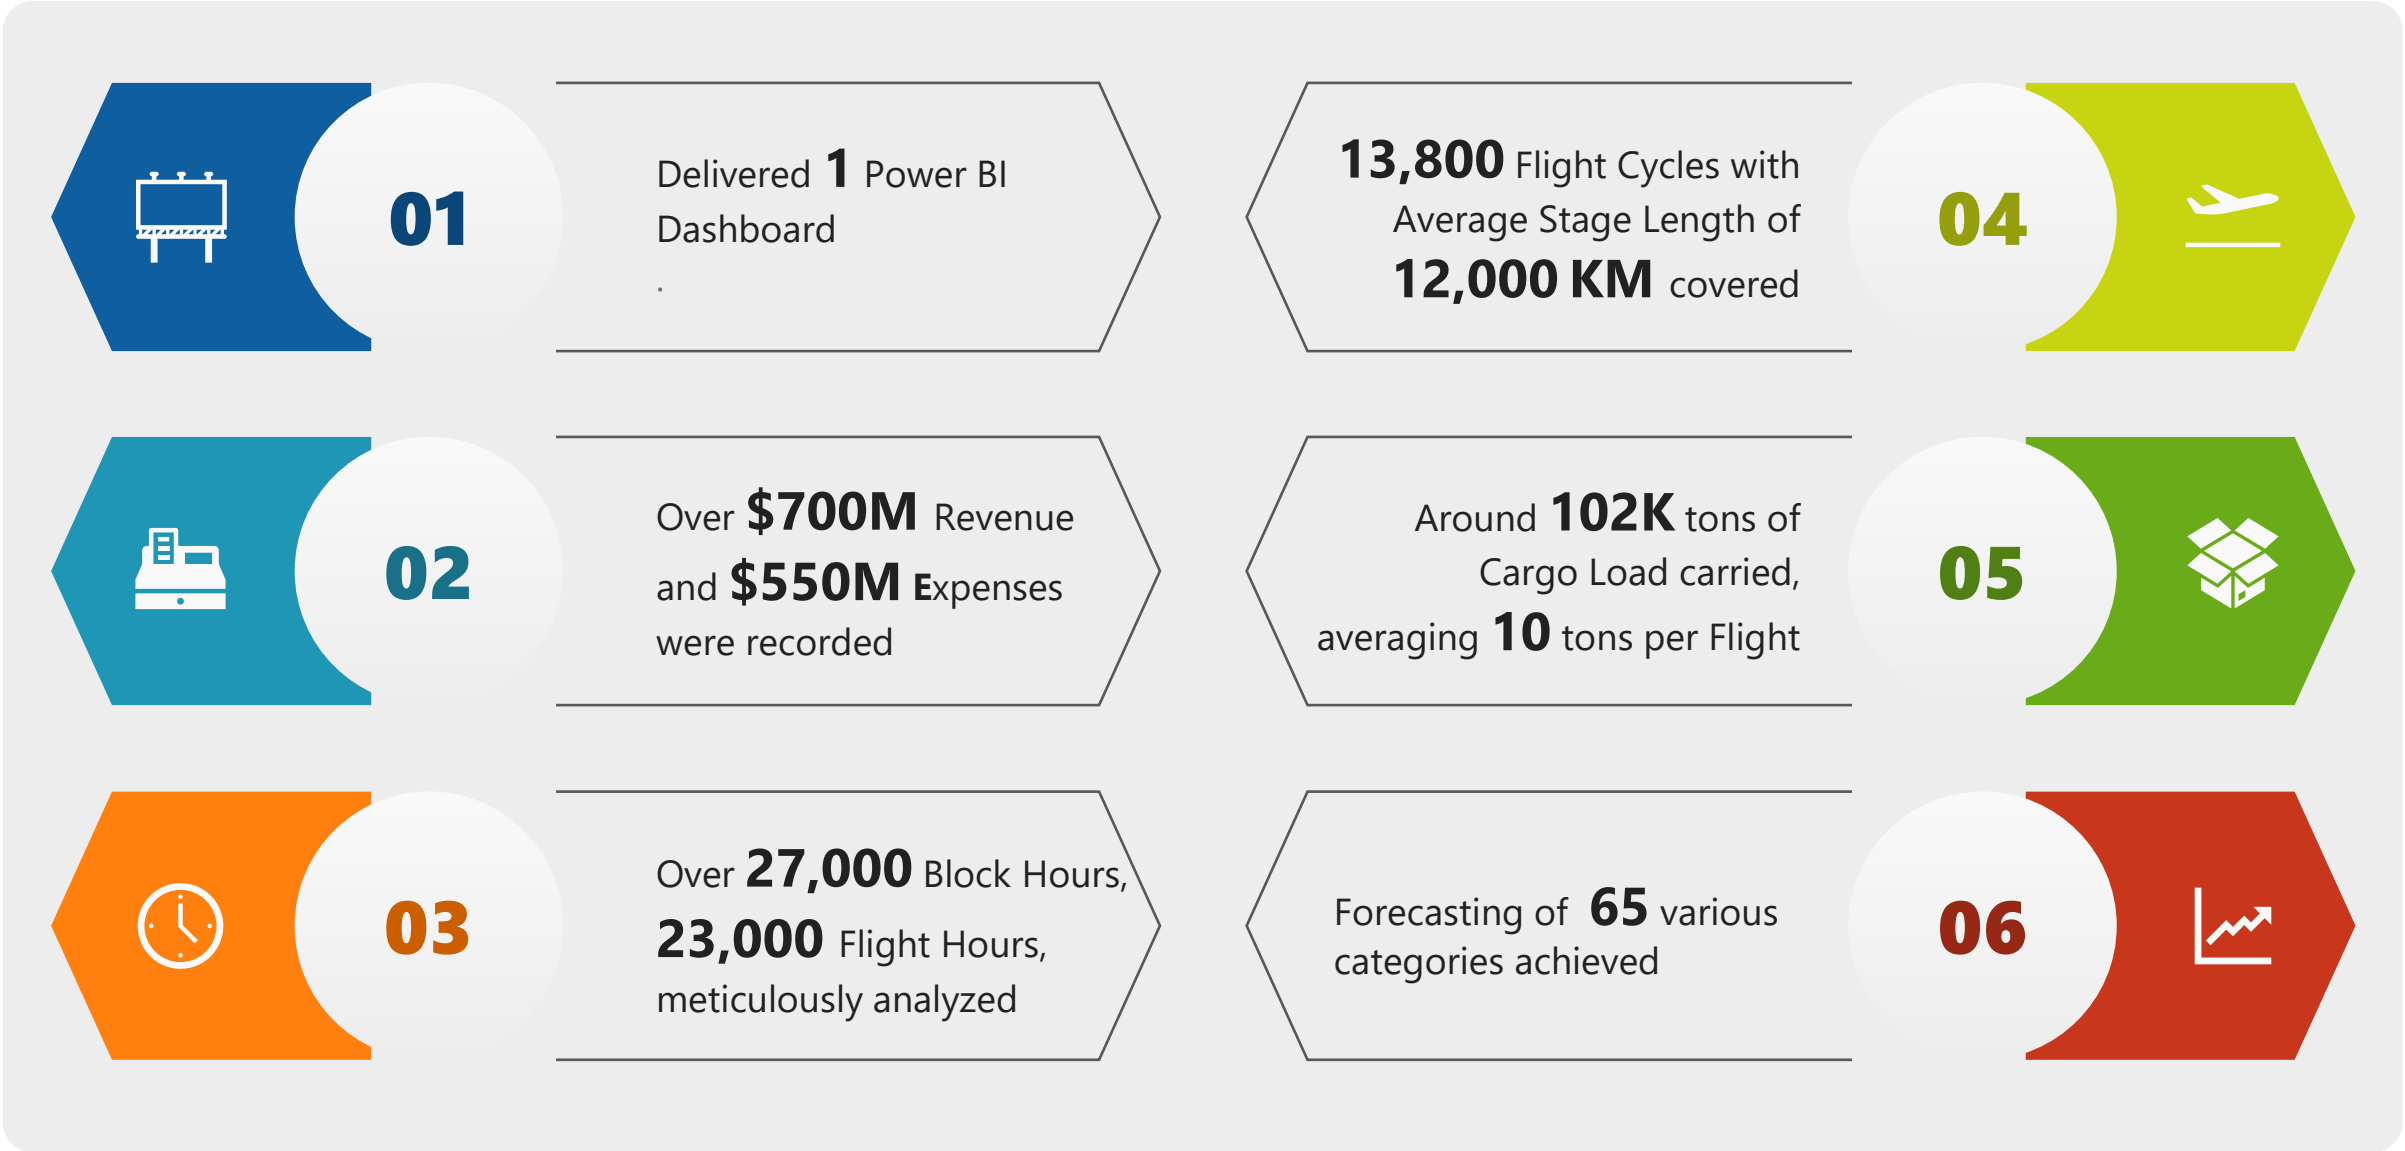 01
Delivered 1 Power BI
Dashboard
.
02
Over $700M Revenue
and $550M Expenses
were recorded
03
Over 27,000 Block Hours,
23,000 Flight Hours,
meticulously analyzed
04
13,800 Flight Cycles with
Average Stage Length of
12,000 KM covered
05
Around 102K tons of
Cargo Load carried,
averaging 10 tons per Flight
06
Forecasting of 65 various
categories achieved